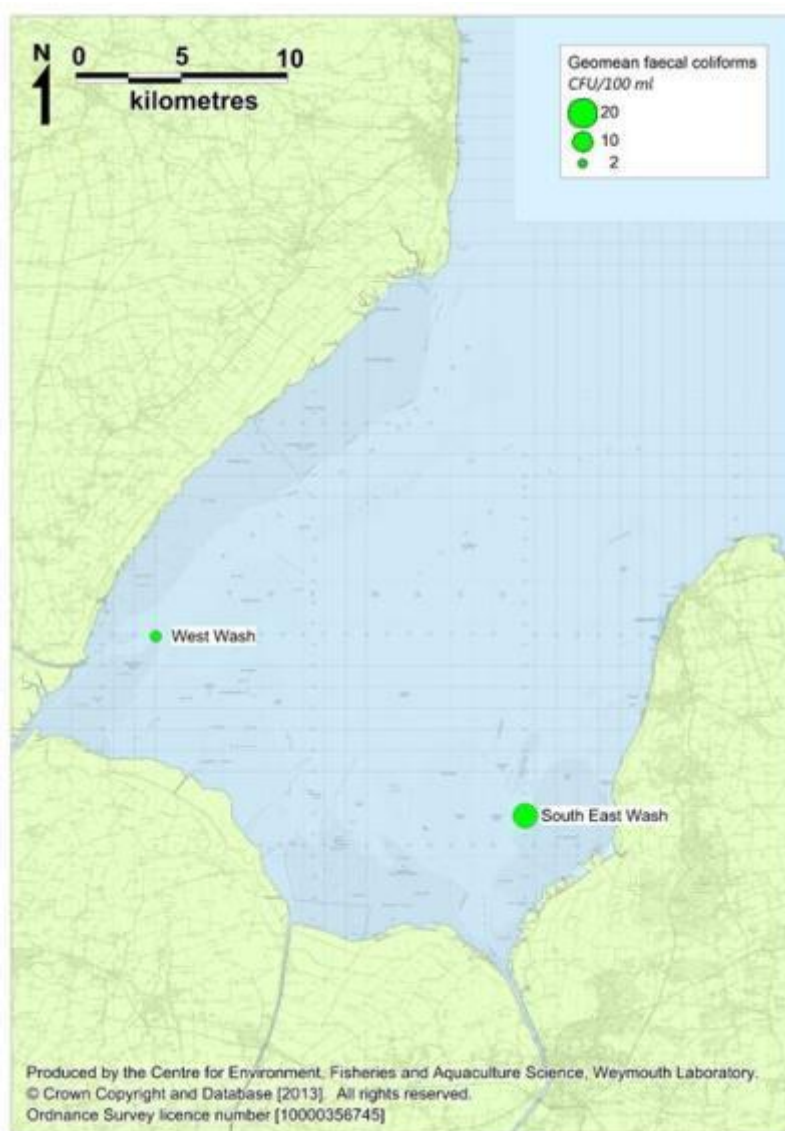 N
0 5 10
kilometres
Geomean faecal coliforms
CFU/100 ml
20
10
2
West Wash
South East Wash
Produced by the Centre for Environment, Fisheries and Aquaculture Science, Weymouth Laboratory.
© Crown Copyright and Database [2013]. All rights reserved.
Ordnance Survey licence number [10000356745]